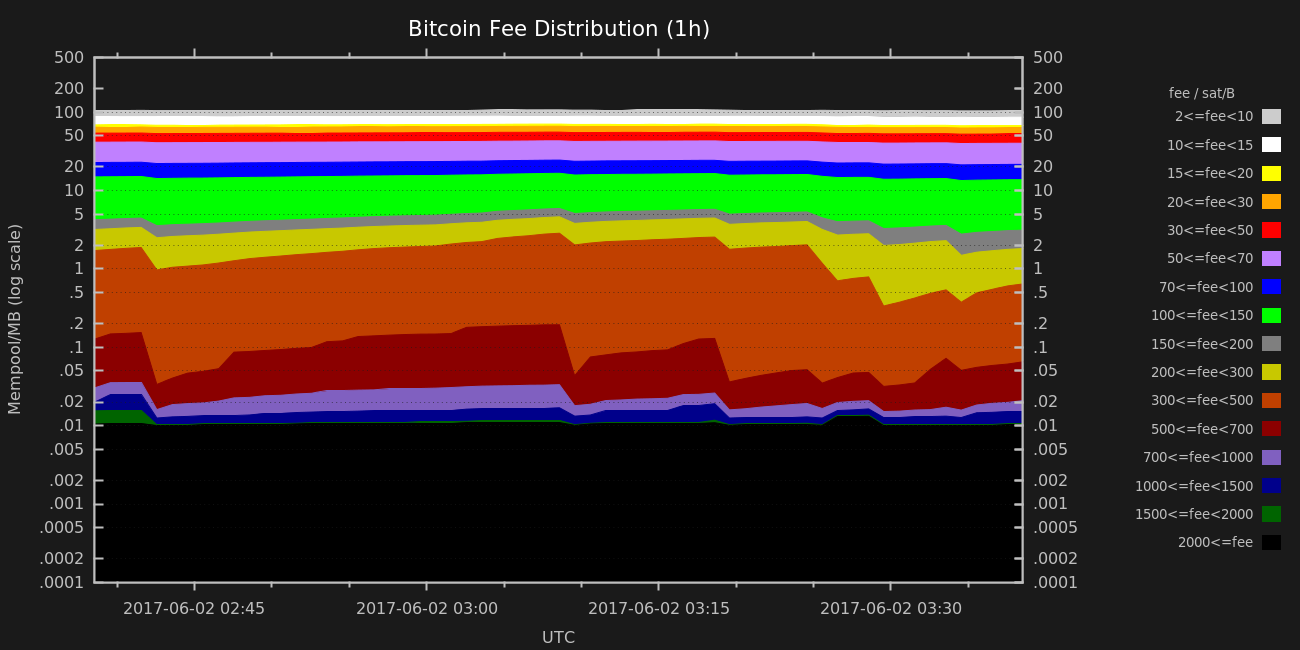 Bitcoin Fee Distribution (1h)
Mempool/MB (log scale)
500
200
100
50
20
10
5
2
1
.5
.2
.1
.05
.02
.01
.005
.002
.001
.0005
.0002
.0001
500
200
100
50
20
10
5
2
1
.5
.2
.1
.05
.02
.01
.005
.002
.001
.0005
.0002
.0001
2017-06-02 02:45
2017-06-02 03:00
2017-06-02 03:15
2017-06-02 03:30
UTC
fee / sat/B
2<=fee<10
10<=fee<15
15<=fee<20
20<=fee<30
30<=fee<50
50<=fee<70
70<=fee<100
100<=fee<150
150<=fee<200
200<=fee<300
300<=fee<500
500<=fee<700
700<=fee<1000
1000<=fee<1500
1500<=fee<2000
2000<=fee